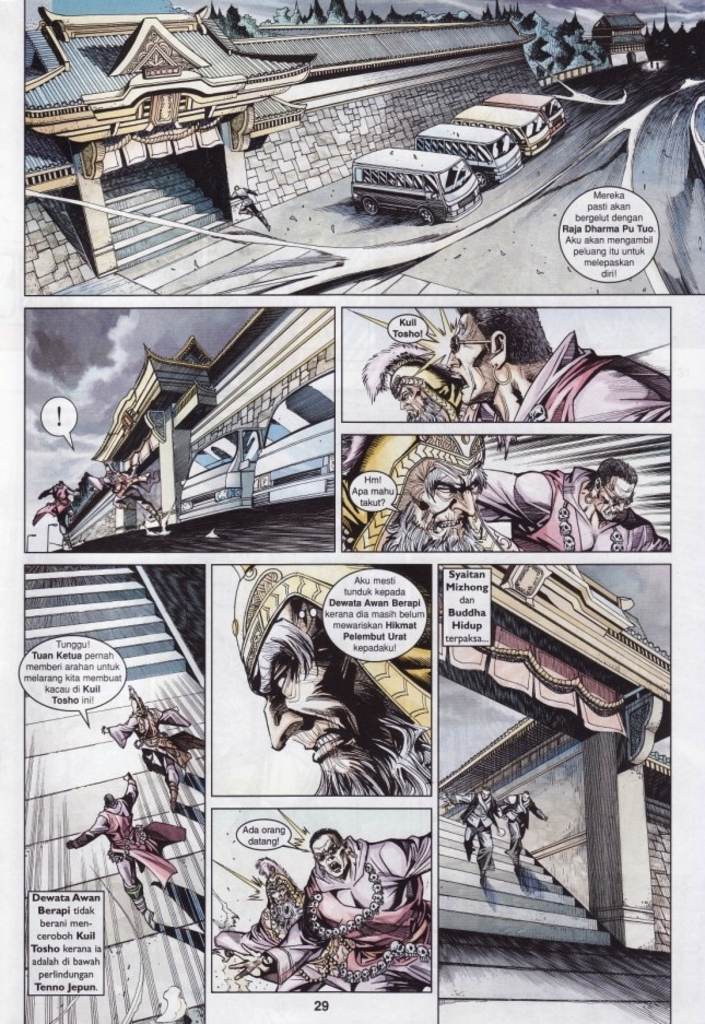 Mereka
pasti akan
bergelut dengan
Raja Dharma Pu Tuo.
Aku akan mengambil
peluang itu untuk
melepaskan
diri!
!
Kuil
Tosho!
Hm!
Apa mahu
takut?
Tunggu!
Tuan Ketua pernah
memberi arahan untuk
melarang kita membuat
kacau di Kuil
Tosho ini!
Dewata Awan
Berapi tidak
berani men-
ceroboh Kuil
Tosho kerana ia
adalah di bawah
perlindungan
Tenno Jepun.
Aku mesti
tunduk kepada
Dewata Awan Berapi
kerana dia masih belum
mewariskan Hikmat
Pelembut Urat
kepadaku!
Ada orang
datang!
Syaitan
Mizhong
dan
Buddha
Hidup
terpaksa...
29